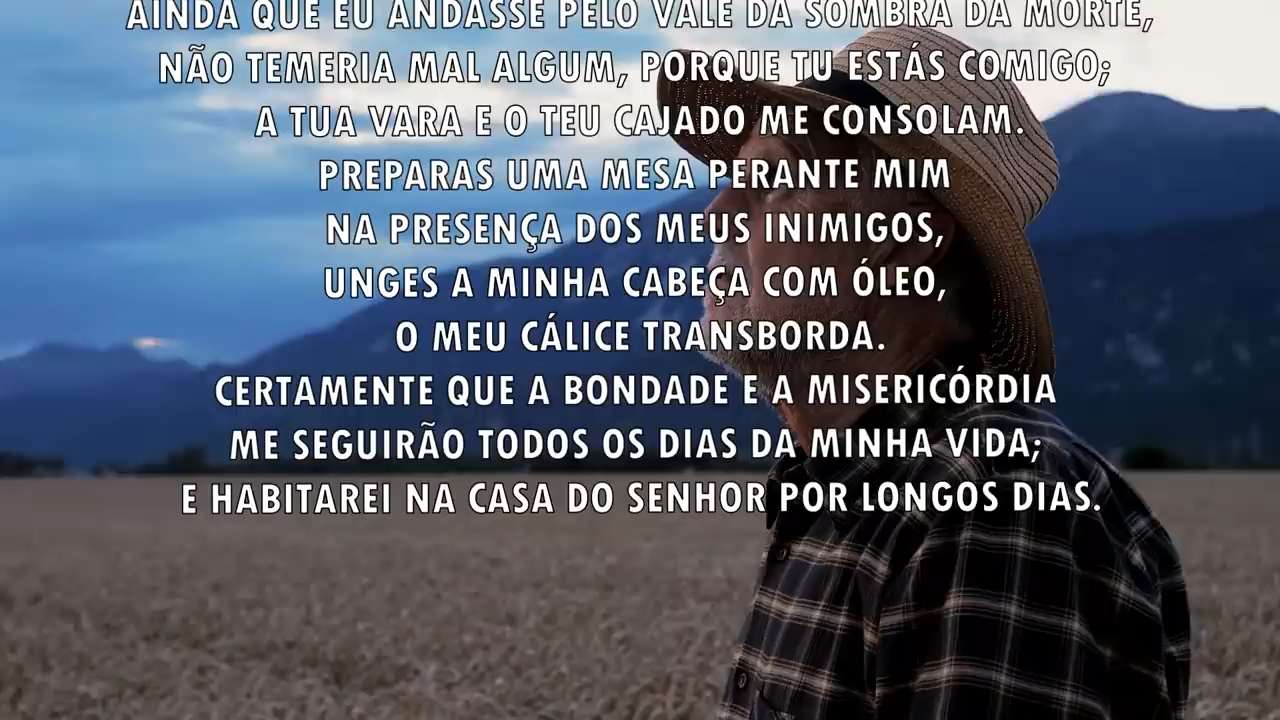 AINDA QUE EU ANDASSE PELO VALE DA SOMBRA DA MORTE,
NÃO TEMERIA MAL ALGUM, PORQUE TU ESTÁS COMIGO;
A TUA VARA E O TEU CAJADO ME CONSOLAM.
PREPARAS UMA MESA PERANTE MIM
NA PRESENÇA DOS MEUS INIMIGOS,
UNGES A MINHA CABEÇA COM ÓLEO,
O MEU CÁLICE TRANSBORDA.
CERTAMENTE QUE A BONDADE E A MISERICÓRDIA
ME SEGUIRÃO TODOS OS DIAS DA MINHA VIDA;
E HABITAREI NA CASA DO SENHOR POR LONGOS DIAS.